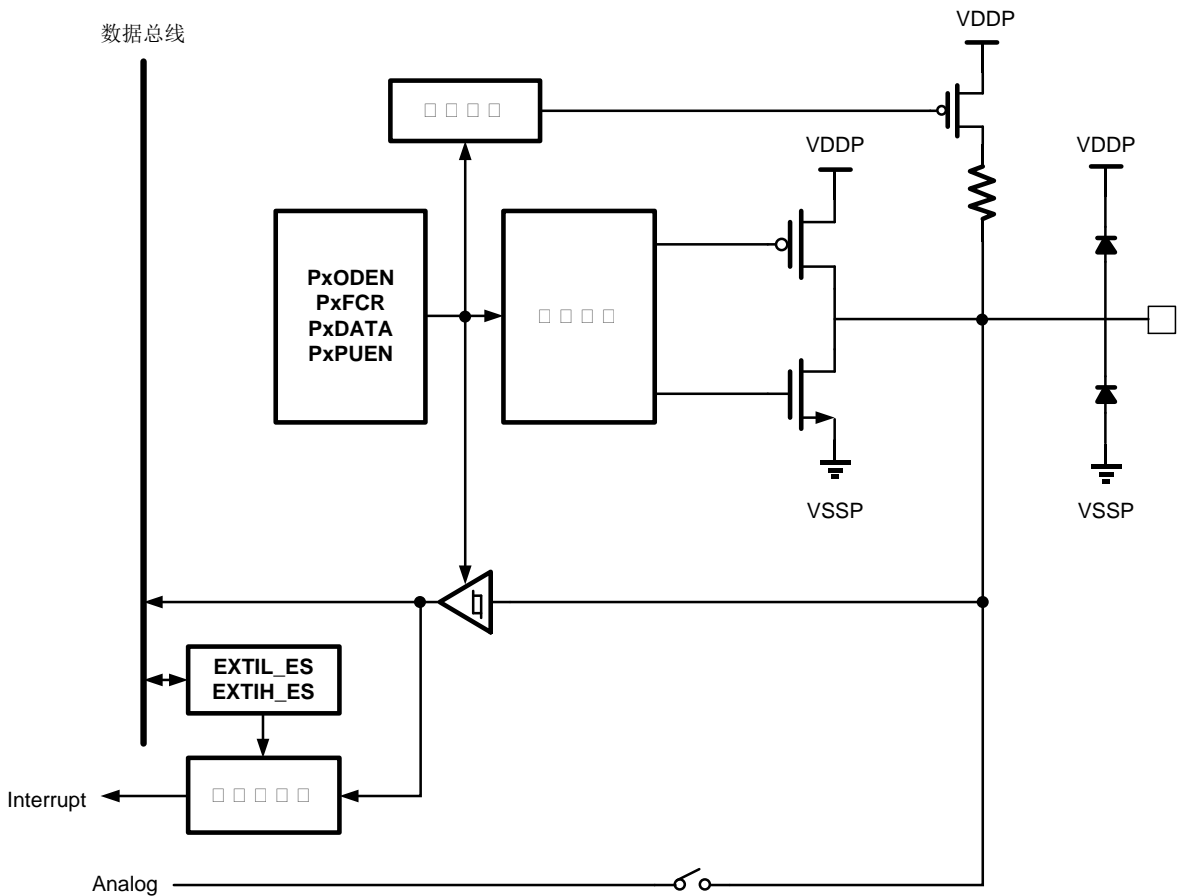 数据总线
VDDP
VDDP
VDDP
PxODEN
PxFCR
PxDATA
PxPUEN
VSSP
VSSP
EXTIL_ES
EXTIH_ES
Interrupt
Analog